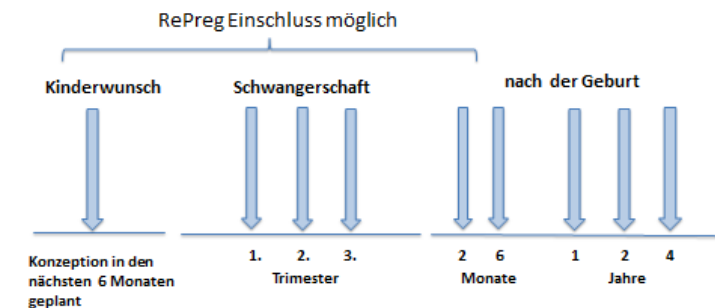 RePreg Einschluss möglich
Kinderwunsch
Schwangerschaft
nach der Geburt
Konzeption in den
nächsten 6 Monaten
geplant
1. 2. 3.
Trimester
2 6 1 2 4
Monate Jahre